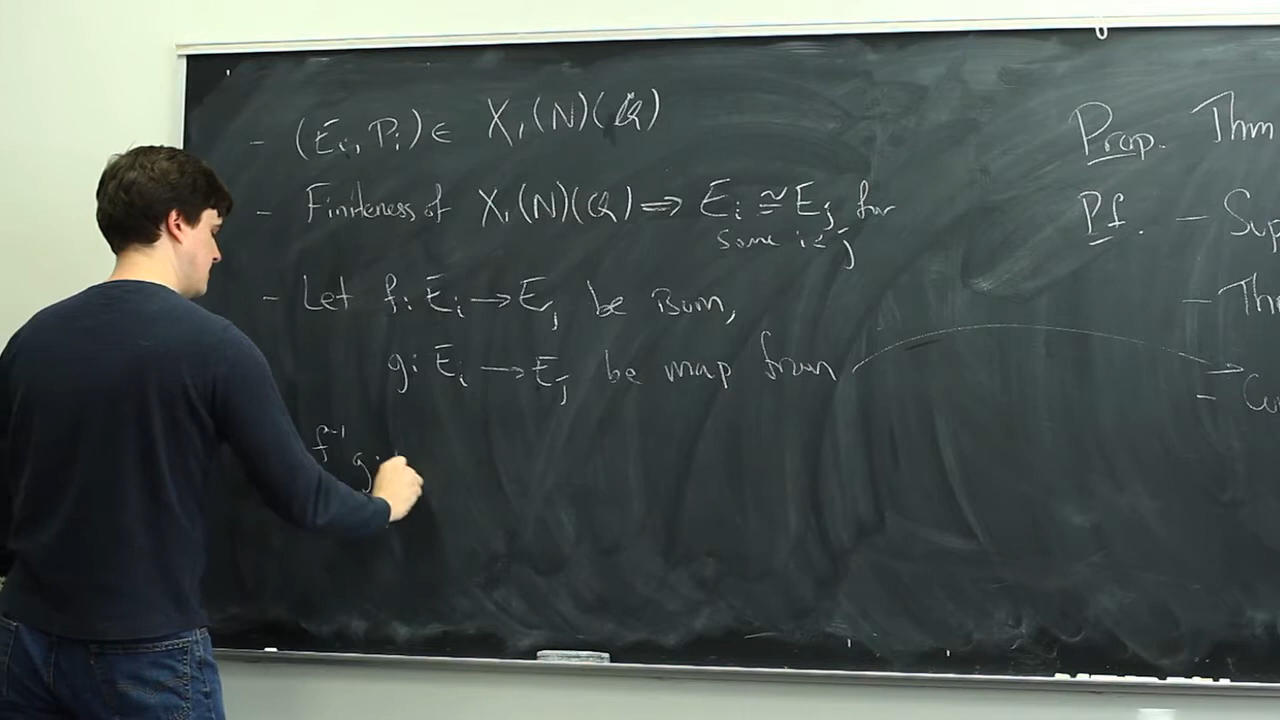 - (E_i, P_i) ∈ X_1(N)(Q)
- Finiteness of X_1(N)(Q) ⟹ E_i ≅ E_j for
some i<j
- Let f: E_i → E_j be isom,
g: E_i → E_j be map from
f^{-1} g:
Prop. Thm
Pf. - Sup
- Th
- Co